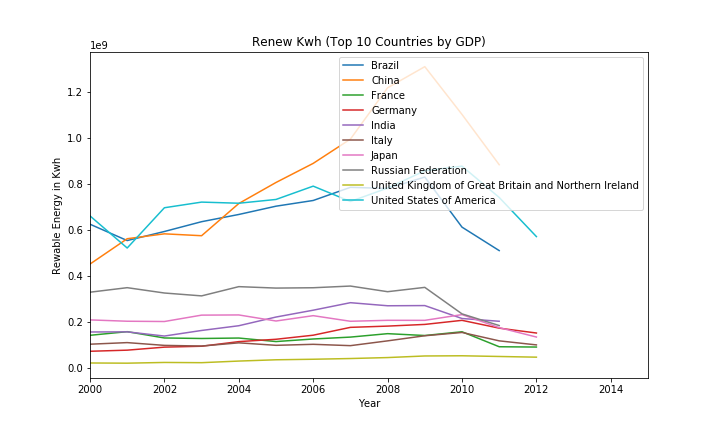 Renew Kwh (Top 10 Countries by GDP)
1e9
1.2
1.0
0.8
0.6
0.4
0.2
0.0
Rewable Energy in Kwh
Brazil
China
France
Germany
India
Italy
Japan
Russian Federation
United Kingdom of Great Britain and Northern Ireland
United States of America
2000 2002 2004 2006 2008 2010 2012 2014
Year